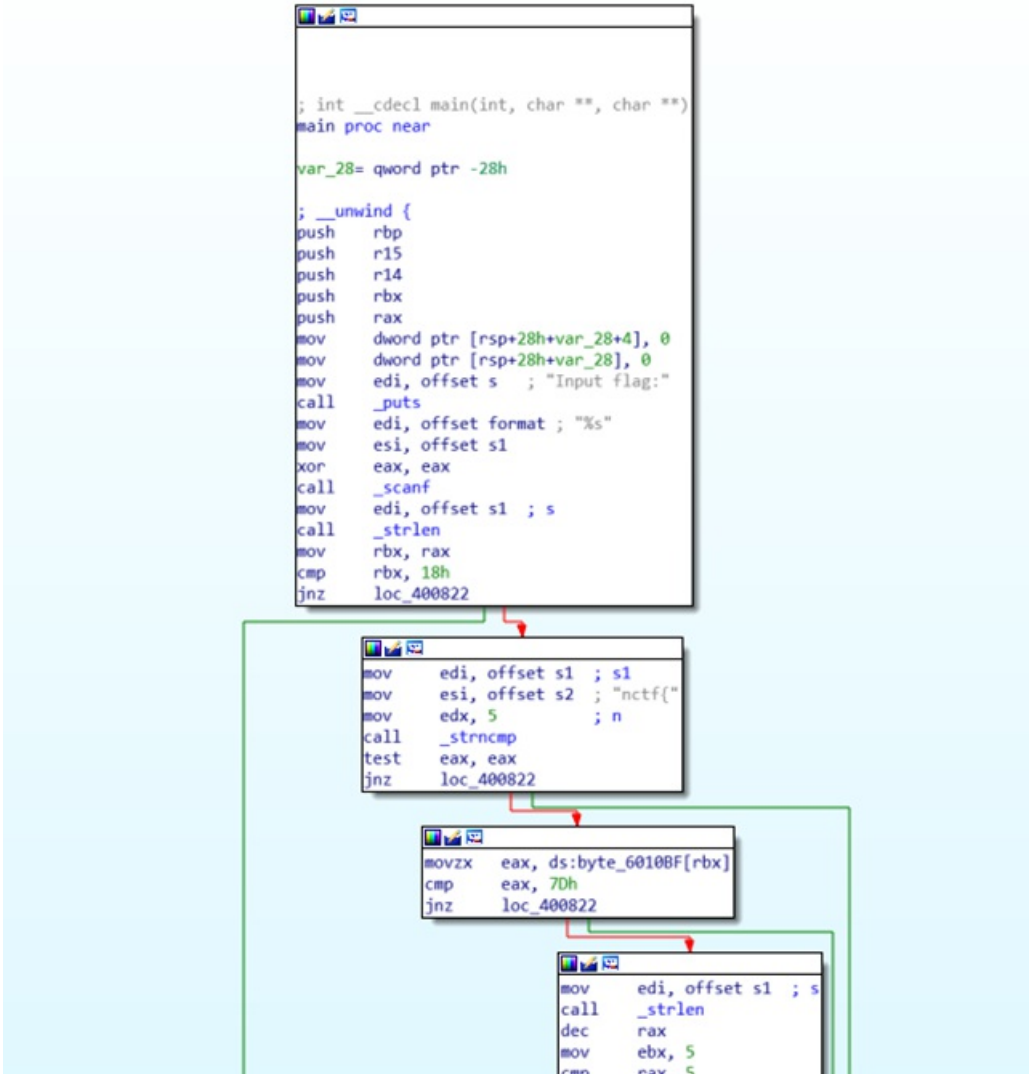 ; int __cdecl main(int, char **, char **)
main proc near
var_28= qword ptr -28h
; __unwind {
push rbp
push r15
push r14
push rbx
push rax
mov dword ptr [rsp+28h+var_28+4], 0
mov dword ptr [rsp+28h+var_28], 0
mov edi, offset s ; "Input flag:"
call _puts
mov edi, offset format ; "%s"
mov esi, offset s1
xor eax, eax
call _scanf
mov edi, offset s1 ; s
call _strlen
mov rbx, rax
cmp rbx, 18h
jnz loc_400822
mov edi, offset s1 ; s1
mov esi, offset s2 ; "nctf{"
mov edx, 5 ; n
call _strncmp
test eax, eax
jnz loc_400822
movzx eax, ds:byte_6010BF[rbx]
cmp eax, 7Dh
jnz loc_400822
mov edi, offset s1 ; s
call _strlen
dec rax
mov ebx, 5
cmp rax, 5